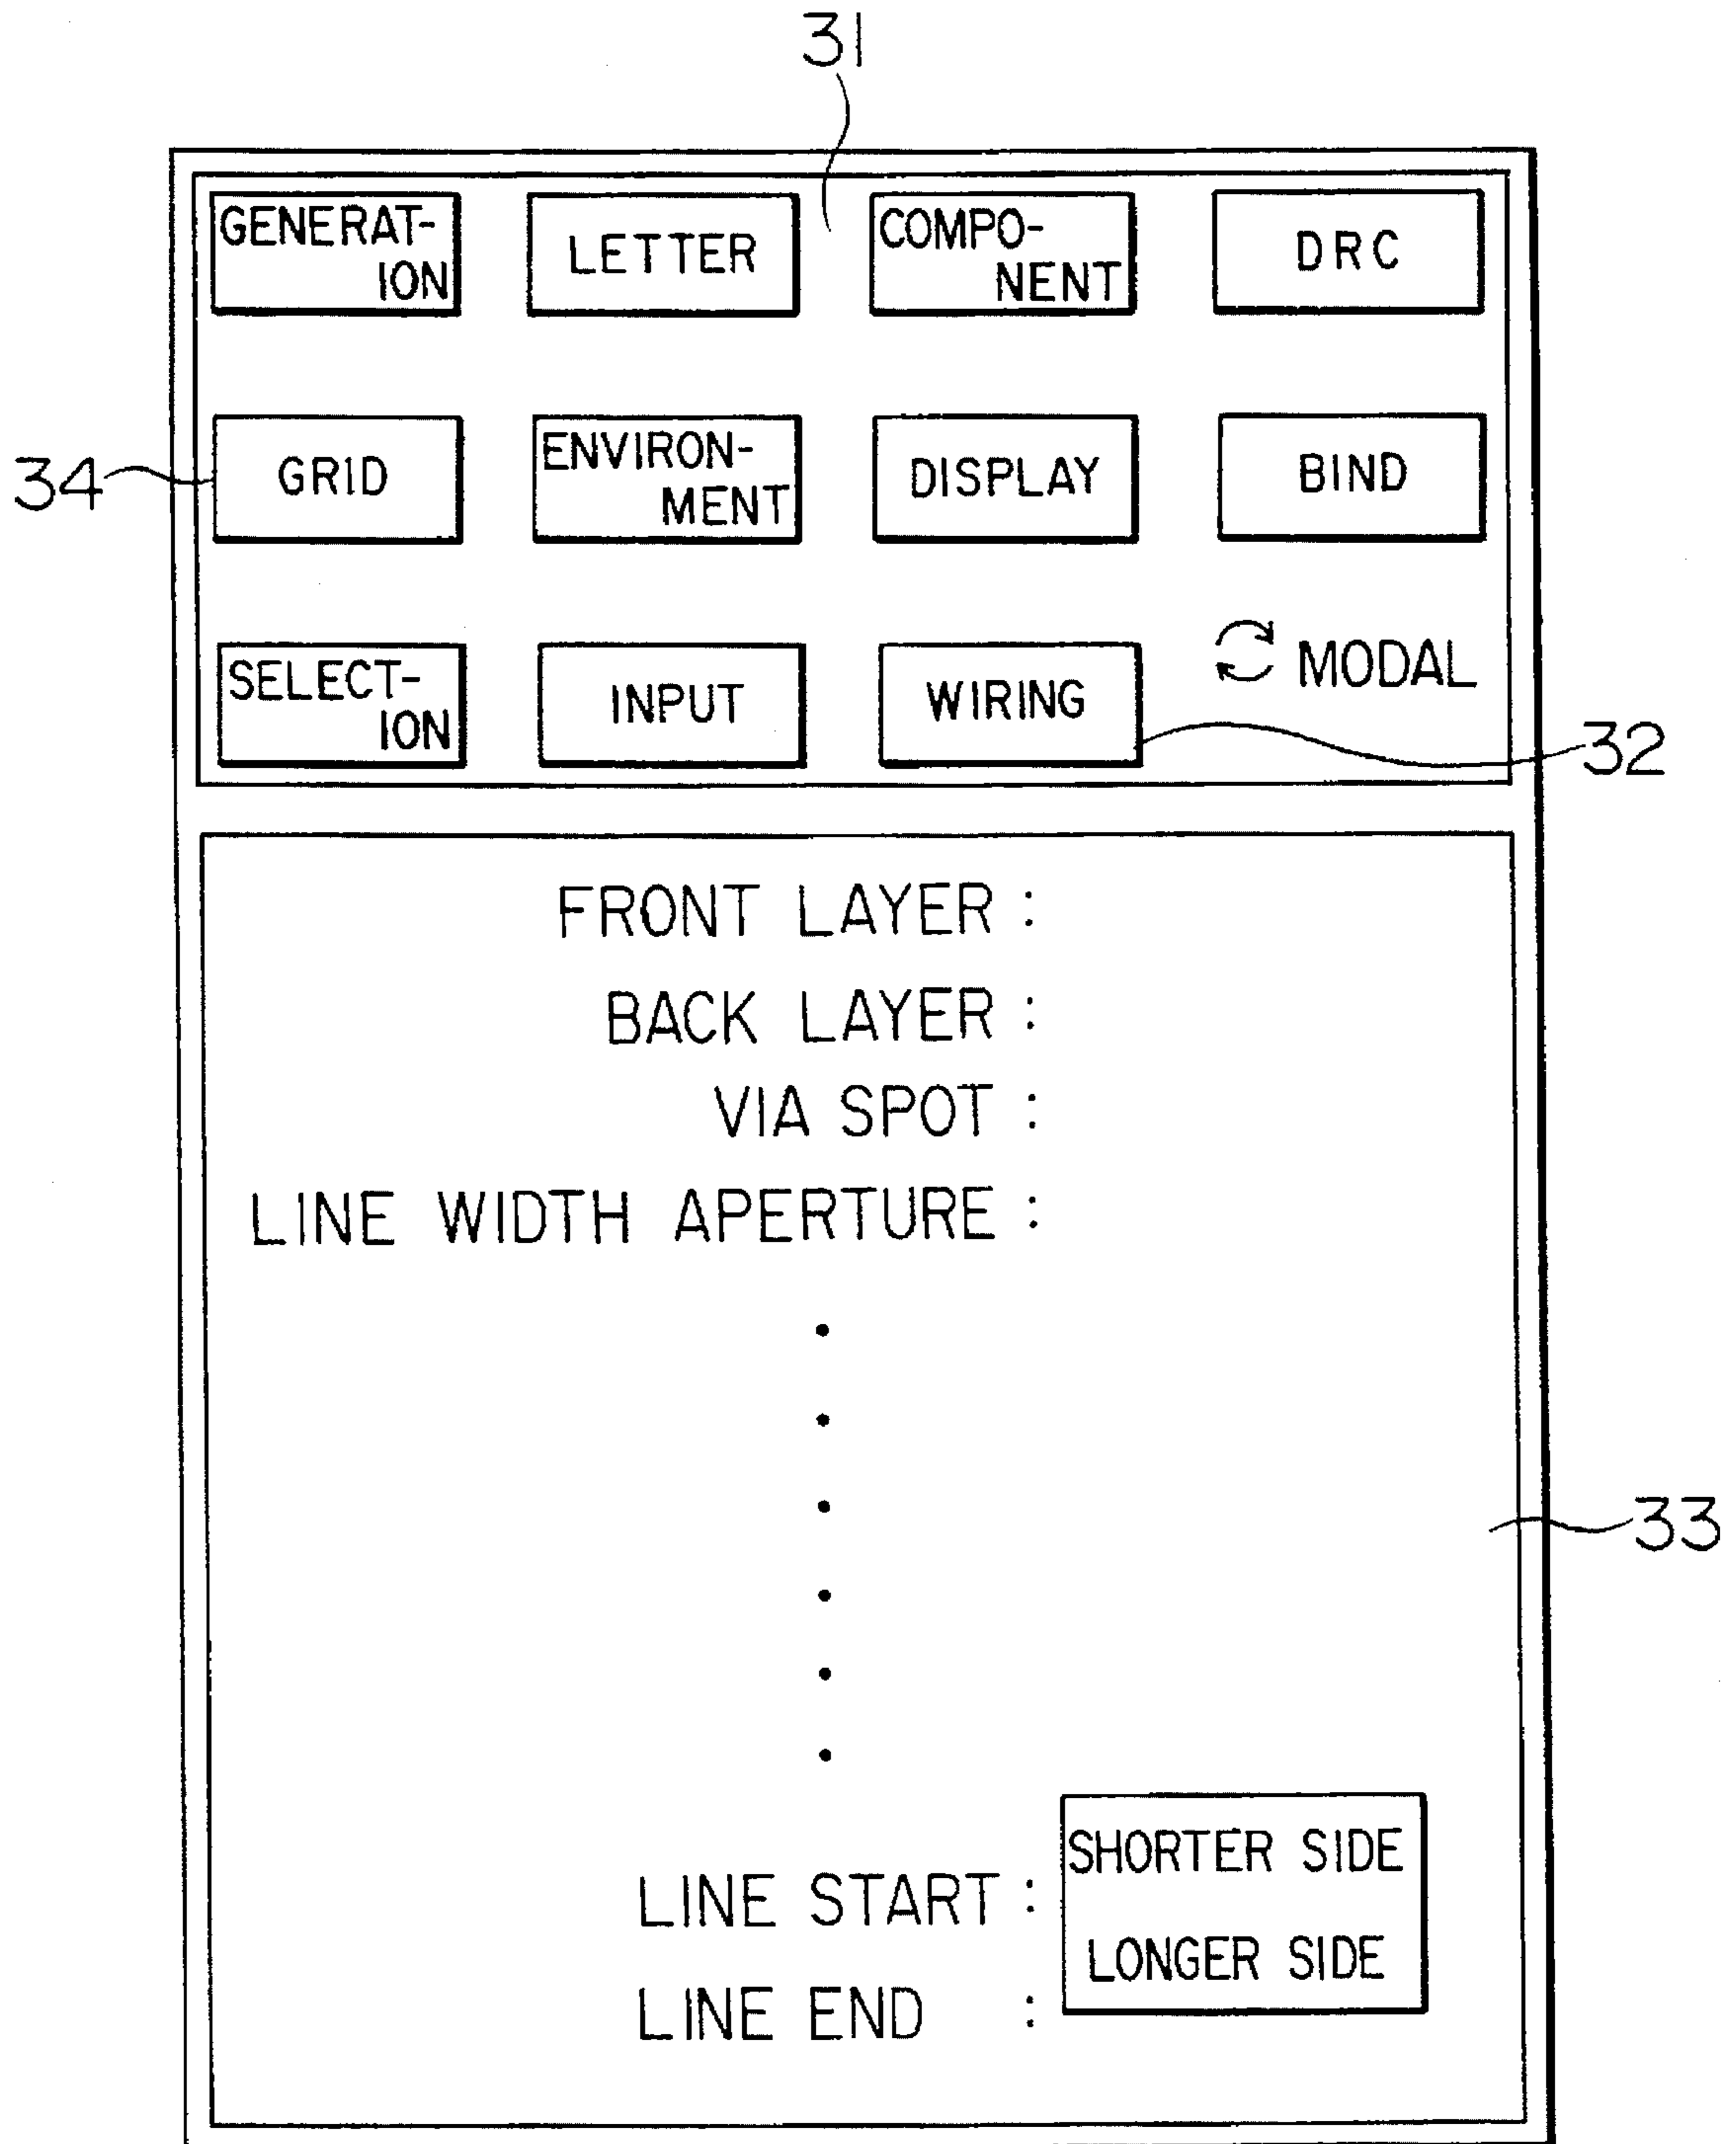 31
GENERAT-
ION
LETTER
COMPO-
NENT
DRC
34
GRID
ENVIRON-
MENT
DISPLAY
BIND
SELECT-
ION
INPUT
WIRING
MODAL
32
FRONT LAYER :
BACK LAYER :
VIA SPOT :
LINE WIDTH APERTURE :
33
SHORTER SIDE
LINE START :
LONGER SIDE
LINE END :